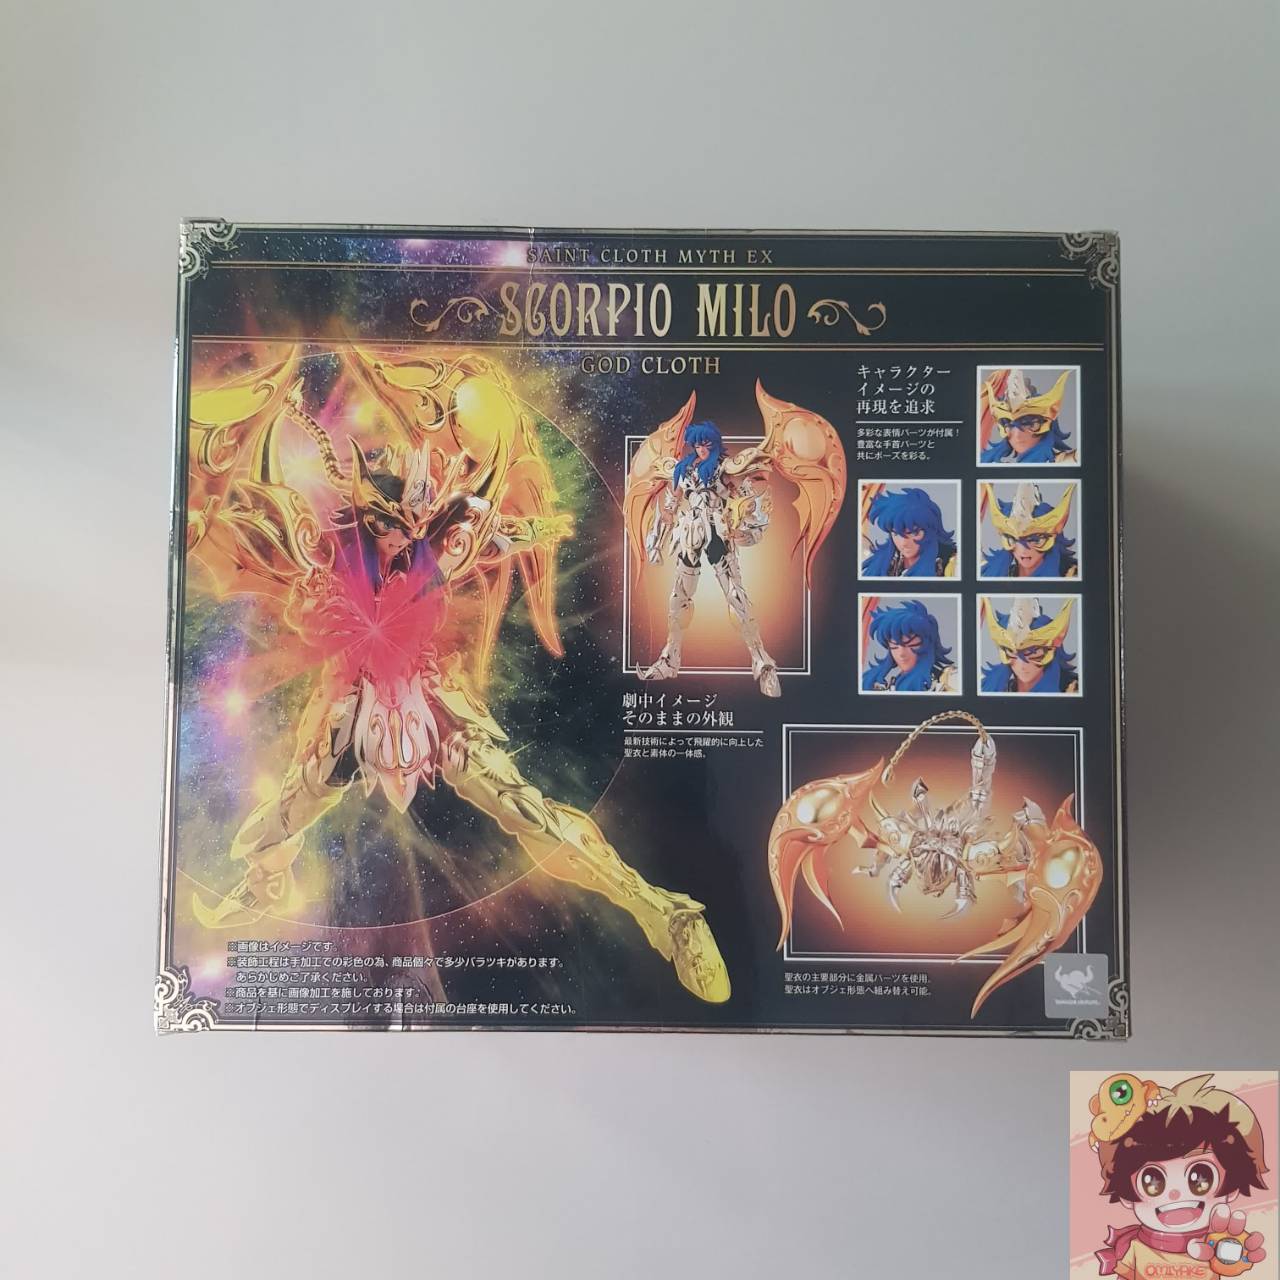 SAINT CLOTH MYTH EX
SCORPIO MILO
GOD CLOTH
キャラクター
イメージの
再現を追求
多彩な表情パーツが付属！
豊富な手首パーツと
共にポーズを彩る。
劇中イメージ
そのままの外観
最新技術によって飛躍的に向上した
聖衣と素体の一体感。
※画像はイメージです。
※装飾工程は手加工での彩色の為、商品個々で多少バラツキがあります。
あらかじめご了承ください。
※商品を基に画像加工を施しております。
※オブジェ形態でディスプレイする場合は付属の台座を使用してください。
聖衣の主要部分に金属パーツを使用。
聖衣はオブジェ形態へ組み替え可能。
OMIYAKE